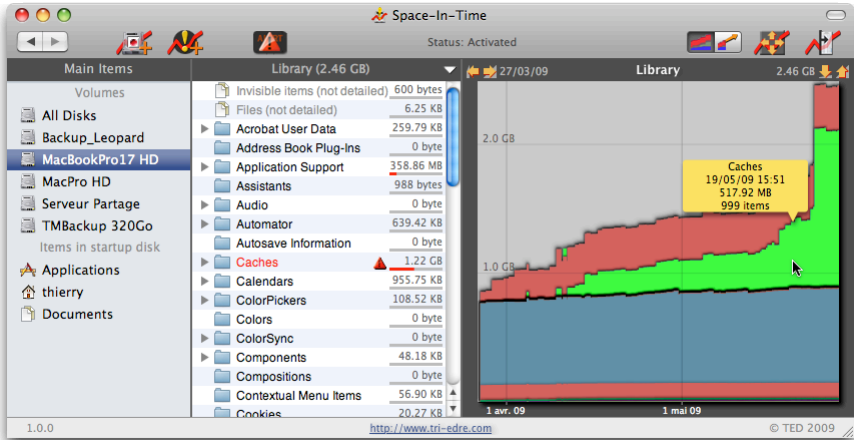 Space-In-Time
ALERT
Status: Activated
Main Items
Library (2.46 GB)
27/03/09
Library
2.46 GB
Volumes
All Disks
Backup_Leopard
MacBookPro17 HD
MacPro HD
Serveur Partage
TMBackup 320Go
Items in startup disk
Applications
thierry
Documents
Invisible items (not detailed) 600 bytes
Files (not detailed) 6.25 KB
Acrobat User Data 259.79 KB
Address Book Plug-Ins 0 byte
Application Support 358.86 MB
Assistants 988 bytes
Audio 0 byte
Automator 639.42 KB
Autosave Information 0 byte
Caches 1.22 GB
Calendars 955.75 KB
ColorPickers 108.52 KB
Colors 0 byte
ColorSync 0 byte
Components 48.18 KB
Compositions 0 byte
Contextual Menu Items 56.90 KB
Cookies 20.27 KB
2.0 GB
Caches
19/05/09 15:51
517.92 MB
999 items
1.0 GB
1 avr. 09
1 mai 09
1.0.0
http://www.tri-edre.com
© TED 2009